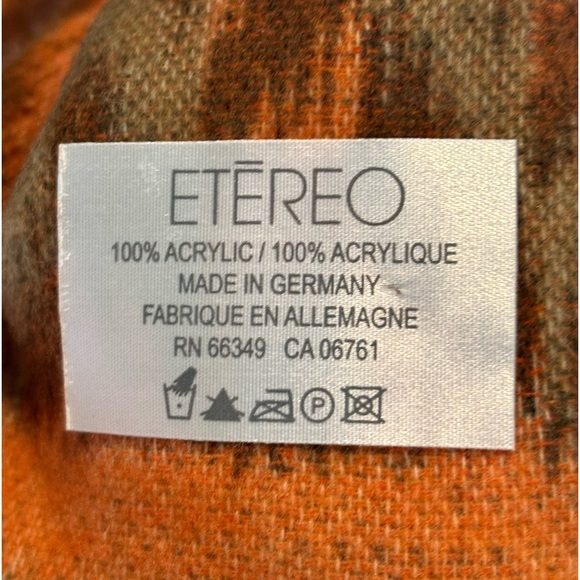 ETĒREO
100% ACRYLIC / 100% ACRYLIQUE
MADE IN GERMANY
FABRIQUE EN ALLEMAGNE
RN 66349 CA 06761
P